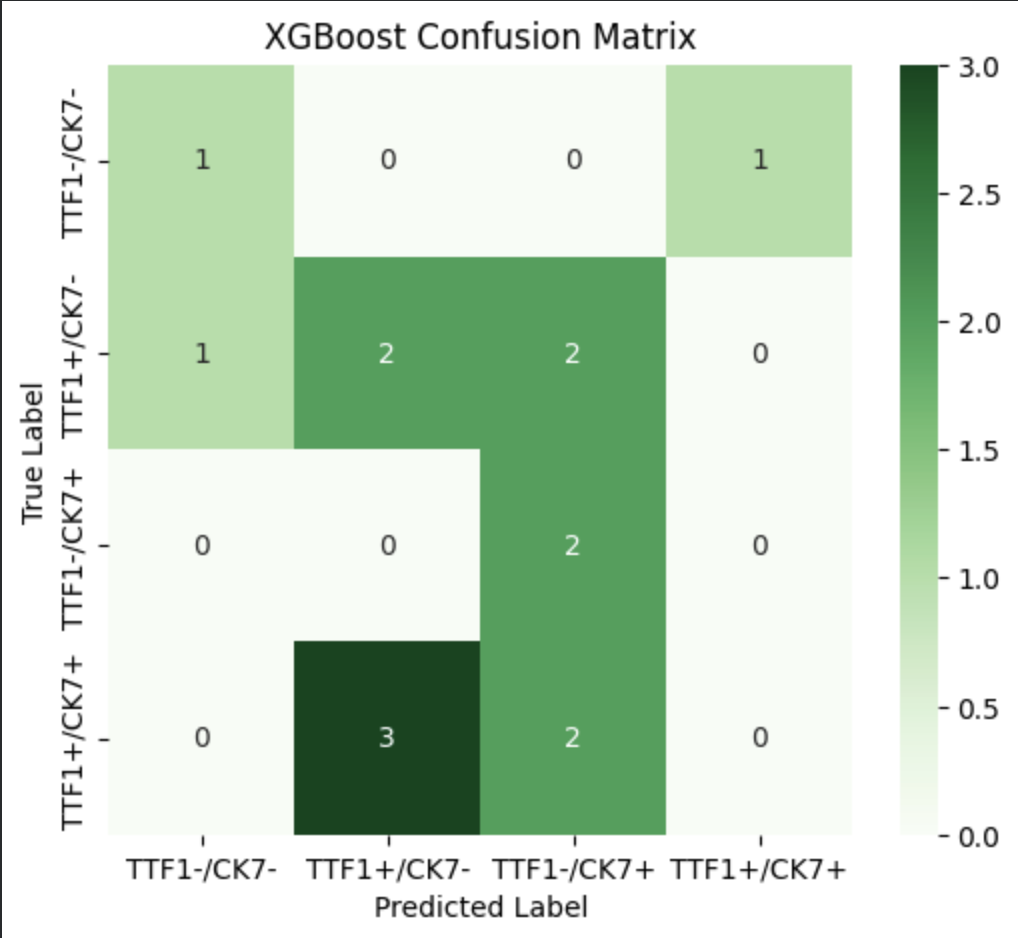 XGBoost Confusion Matrix
True Label
TTF1-/CK7-
1 0 0 1
TTF1+/CK7-
1 2 2 0
TTF1-/CK7+
0 0 2 0
TTF1+/CK7+
0 3 2 0
TTF1-/CK7- TTF1+/CK7- TTF1-/CK7+ TTF1+/CK7+
Predicted Label
3.0
2.5
2.0
1.5
1.0
0.5
0.0